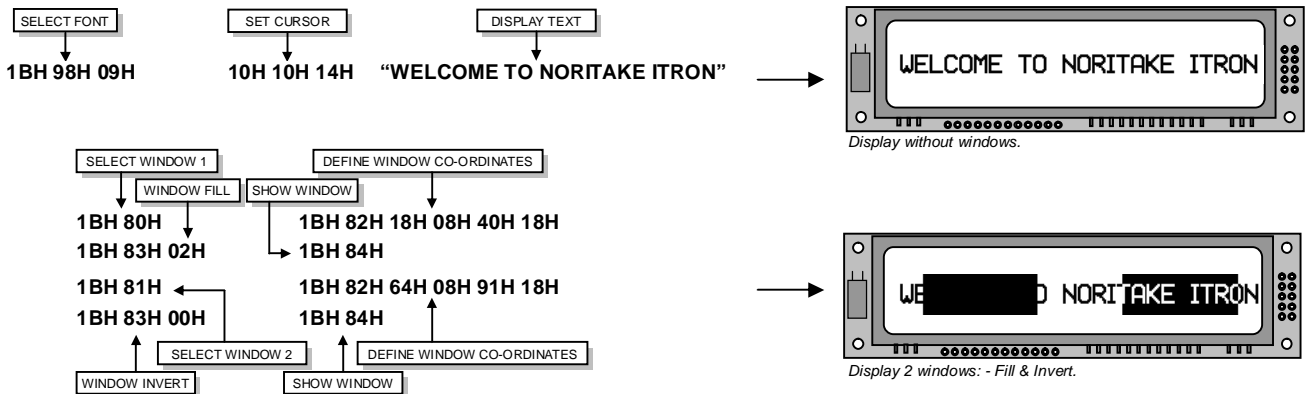 SELECT FONT
SET CURSOR
DISPLAY TEXT
1BH 98H 09H
10H 10H 14H
“WELCOME TO NORITAKE ITRON”
WELCOME TO NORITAKE ITRON
Display without windows.
SELECT WINDOW 1
DEFINE WINDOW CO-ORDINATES
WINDOW FILL
SHOW WINDOW
1BH 80H
1BH 82H 18H 08H 40H 18H
1BH 83H 02H
1BH 84H
1BH 81H
1BH 82H 64H 08H 91H 18H
1BH 83H 00H
1BH 84H
SELECT WINDOW 2
DEFINE WINDOW CO-ORDINATES
WINDOW INVERT
SHOW WINDOW
WE O NORITAKE ITRON
Display 2 windows: - Fill & Invert.